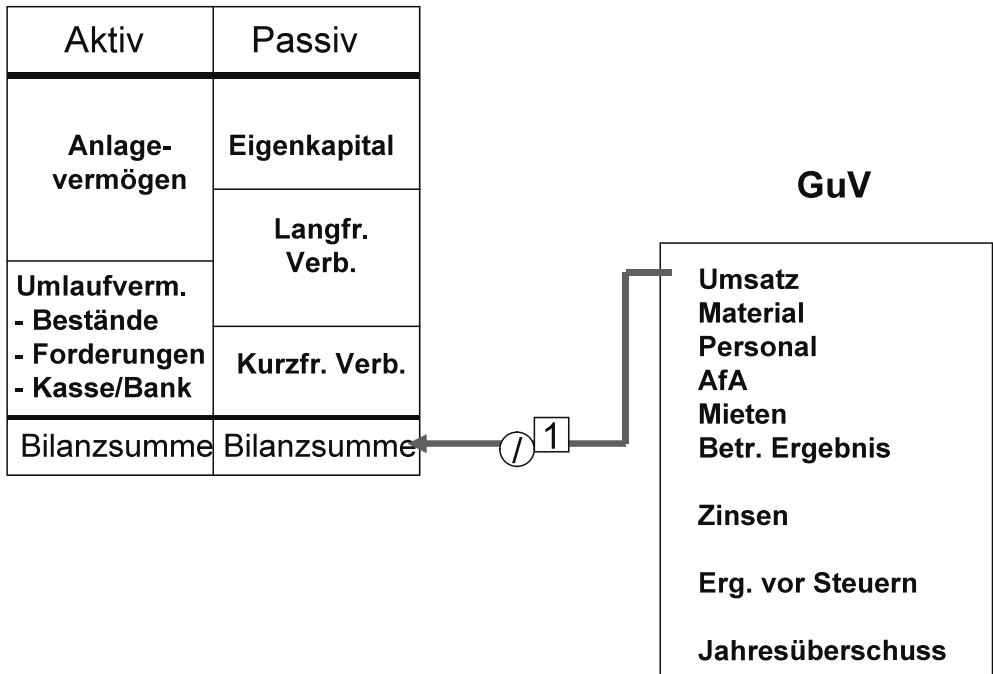 Aktiv Passiv
Anlage-
vermögen
Eigenkapital
Langfr.
Verb.
Umlaufverm.
- Bestände
- Forderungen
- Kasse/Bank
Kurzfr. Verb.
Bilanzsumme Bilanzsumme
/ 1
GuV
Umsatz
Material
Personal
AfA
Mieten
Betr. Ergebnis
Zinsen
Erg. vor Steuern
Jahresüberschuss